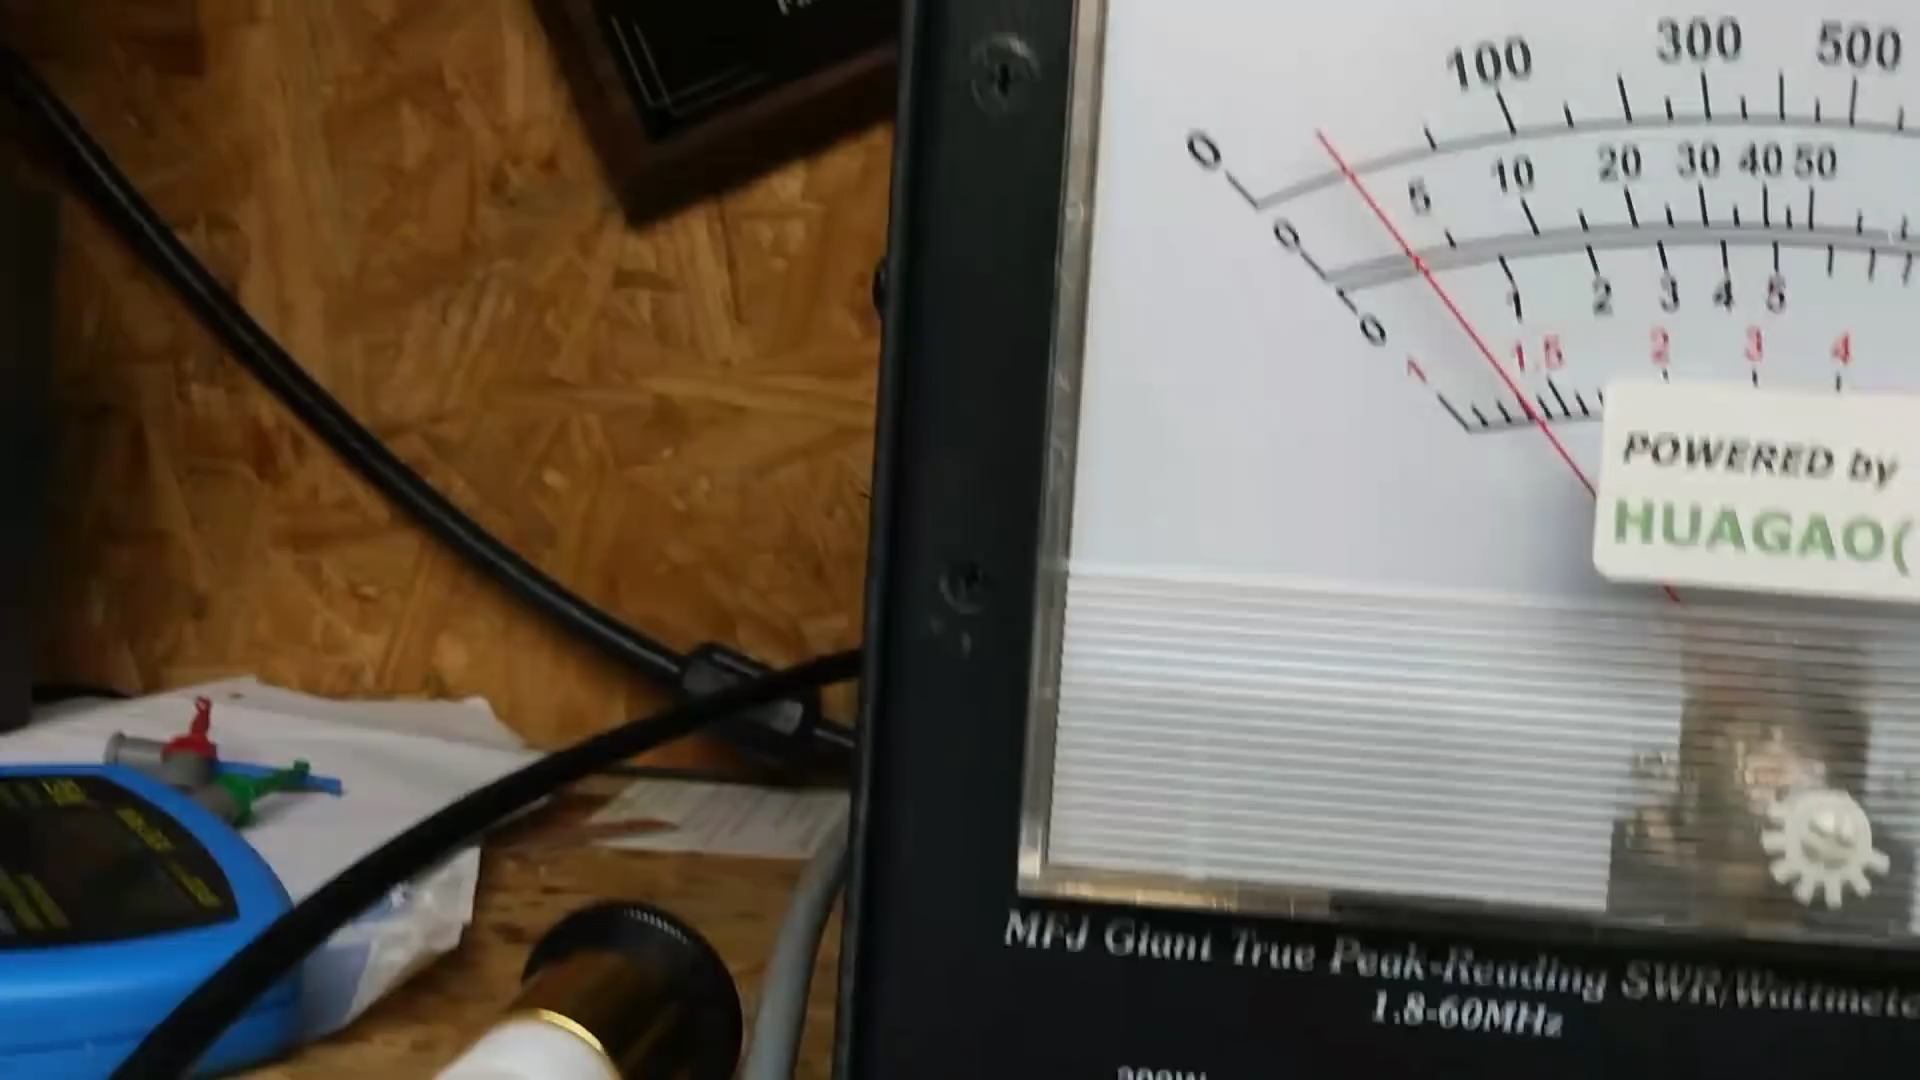 100 300 500
0
5 10 20 30 40 50
0
1 2 3 4 5
0
1 1.5 2 3 4
POWERED by
HUAGAO(
MFJ Giant True Peak-Reading SWR/Wattmete
1.8-60MHz